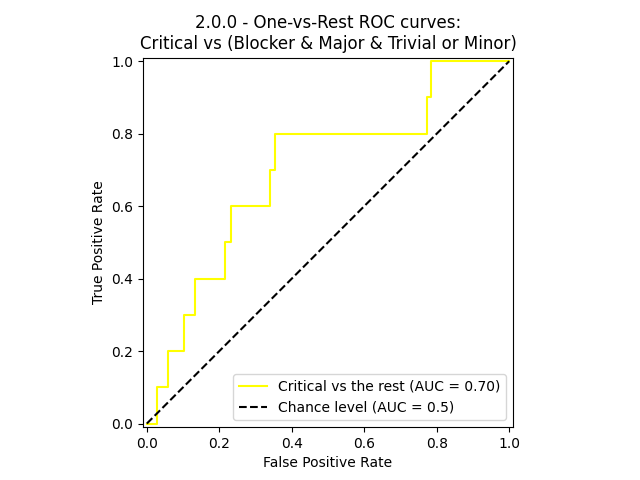 2.0.0 - One-vs-Rest ROC curves:
Critical vs (Blocker & Major & Trivial or Minor)
True Positive Rate
1.0
0.8
0.6
0.4
0.2
0.0
Critical vs the rest (AUC = 0.70)
Chance level (AUC = 0.5)
0.0 0.2 0.4 0.6 0.8 1.0
False Positive Rate